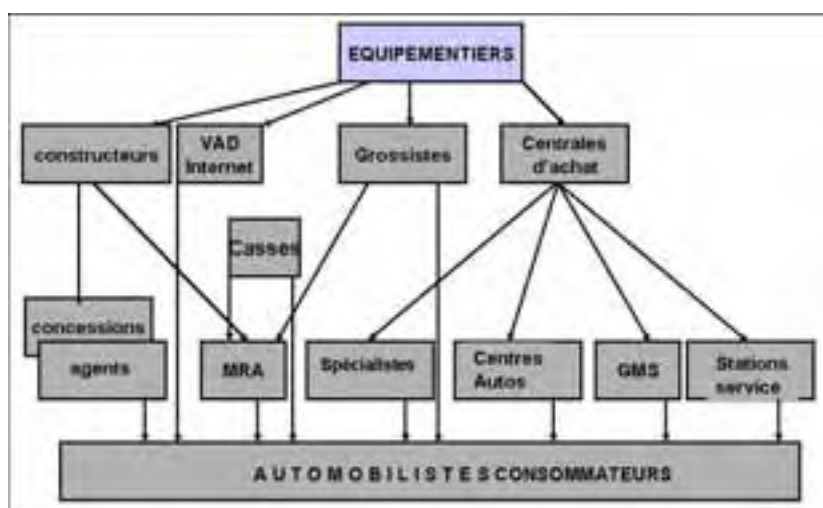 EQUIPEMENTIERS
constructeurs
VAD
Internet
Grossistes
Centrales
d'achat
Casses
concessions
agents
MRA
Spécialistes
Centres
Autos
GMS
Stations
service
AUTOMOBILISTES CONSOMMATEURS